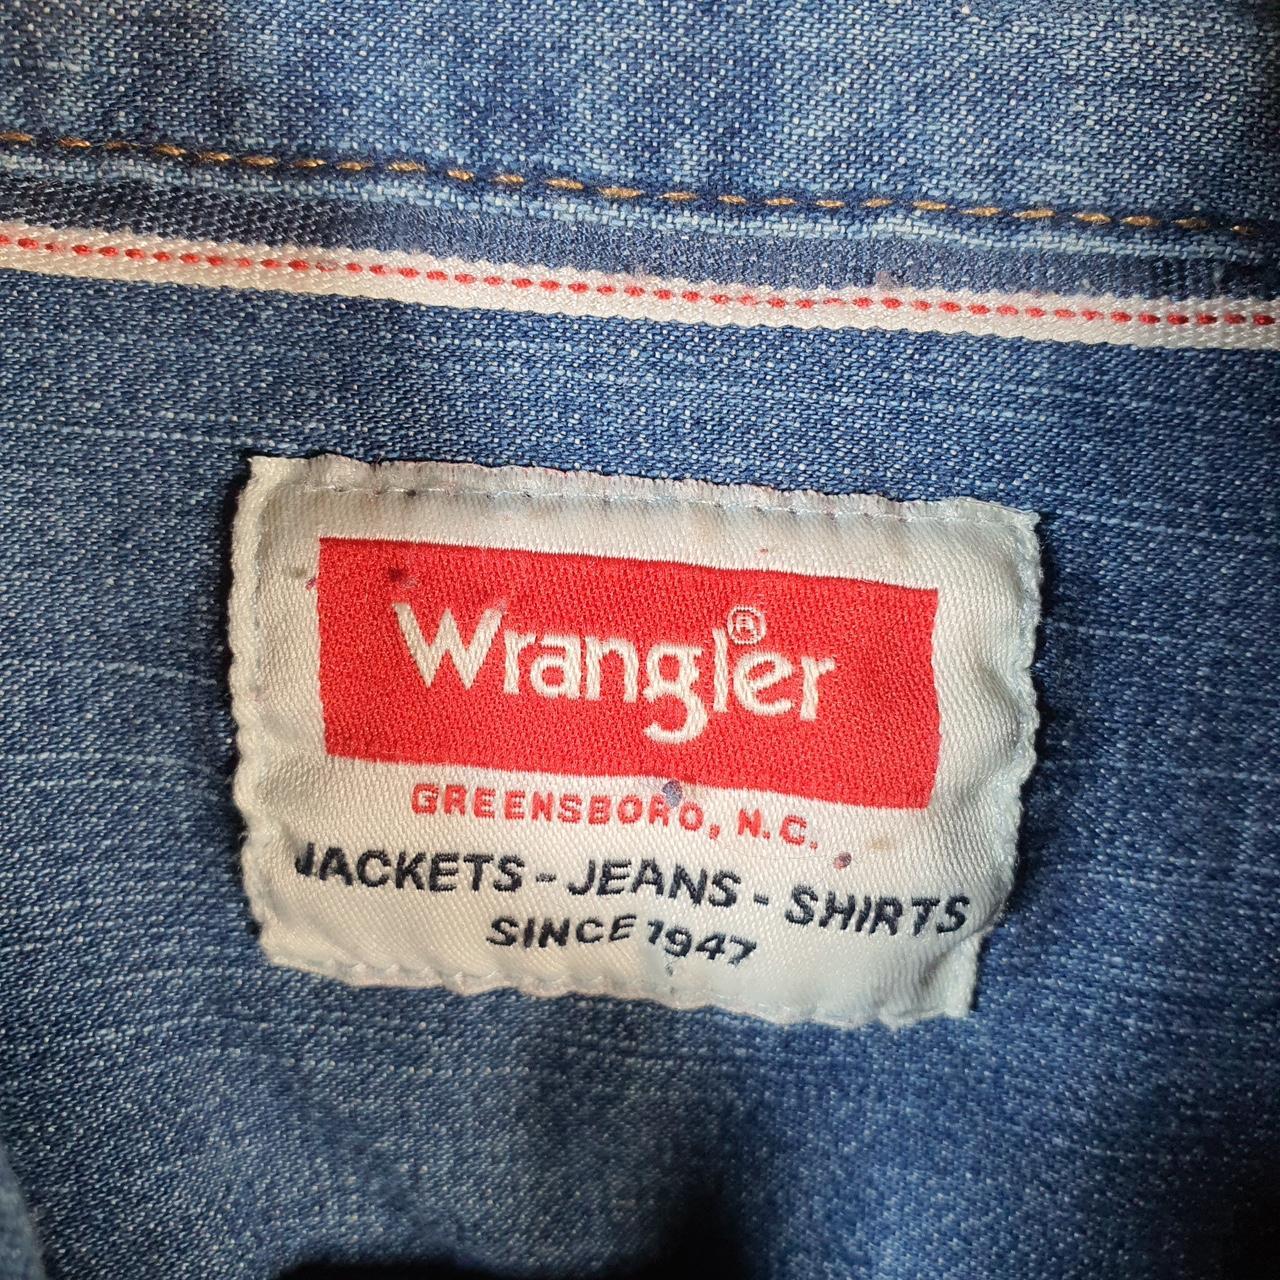 Wrangler®
GREENSBORO, N.C.
JACKETS - JEANS - SHIRTS
SINCE 1947